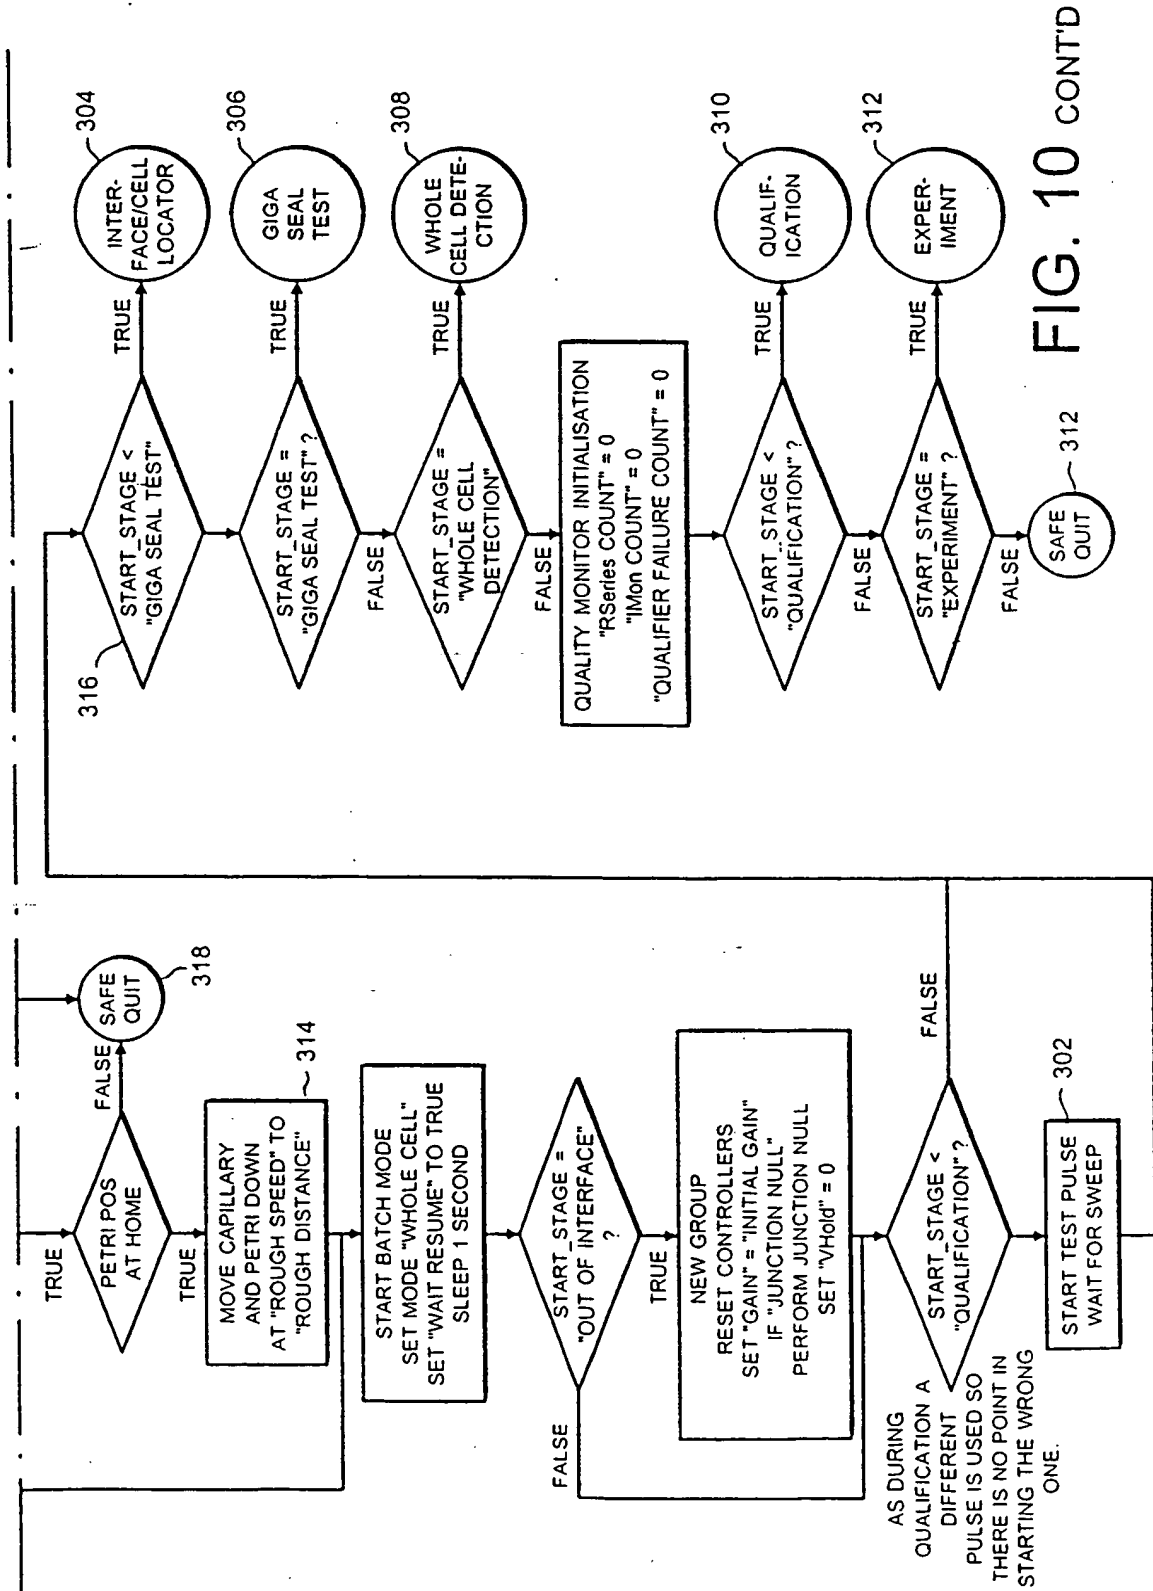 TRUE
PETRI POS
AT HOME
FALSE
SAFE
QUIT
318
TRUE
MOVE CAPILLARY
AND PETRI DOWN
AT "ROUGH SPEED" TO
"ROUGH DISTANCE"
314
START BATCH MODE
SET MODE "WHOLE CELL"
SET "WAIT RESUME" TO TRUE
SLEEP 1 SECOND
START_STAGE =
"OUT OF INTERFACE"
?
FALSE
TRUE
NEW GROUP
RESET CONTROLLERS
SET "GAIN" = "INITIAL GAIN"
IF "JUNCTION NULL"
PERFORM JUNCTION NULL
SET "VHold" = 0
START_STAGE <
"QUALIFICATION" ?
FALSE
AS DURING
QUALIFICATION A
DIFFERENT
PULSE IS USED SO
THERE IS NO POINT IN
STARTING THE WRONG
ONE.
START TEST PULSE
WAIT FOR SWEEP
302
START_STAGE <
"GIGA SEAL TEST"
316
TRUE
INTER-
FACE/CELL
LOCATOR
304
START_STAGE =
"GIGA SEAL TEST" ?
TRUE
GIGA
SEAL
TEST
306
FALSE
START_STAGE =
"WHOLE CELL
DETECTION"
TRUE
WHOLE
CELL DETE-
CTION
308
FALSE
QUALITY MONITOR INITIALISATION
"RSeries COUNT" = 0
"IMon COUNT" = 0
"QUALIFIER FAILURE COUNT" = 0
START_STAGE <
"QUALIFICATION" ?
TRUE
QUALIF-
ICATION
310
FALSE
START_STAGE =
"EXPERIMENT" ?
TRUE
EXPER-
IMENT
312
FALSE
SAFE
QUIT
312
FIG. 10 CONT'D